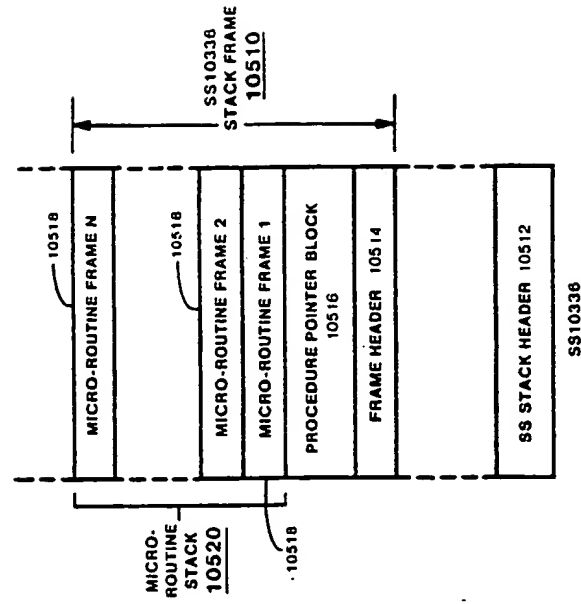 10518
MICRO-ROUTINE FRAME N
SS10336
STACK FRAME
10510
10518
MICRO-ROUTINE FRAME 2
MICRO-ROUTINE FRAME 1
MICRO-
ROUTINE
STACK
10520
10518
PROCEDURE POINTER BLOCK
10516
FRAME HEADER 10514
SS STACK HEADER 10512
SS10336